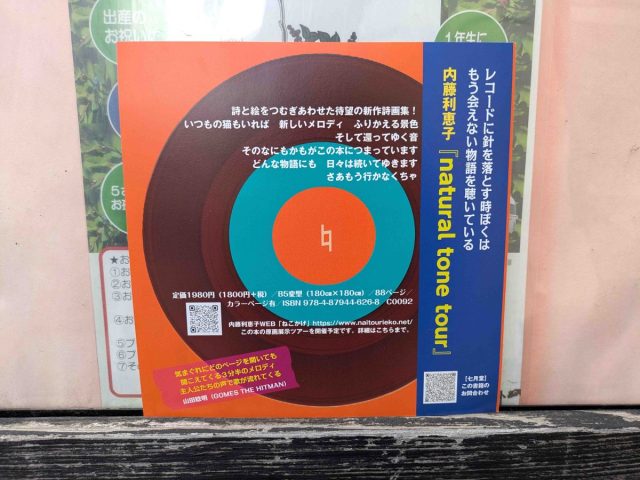 レコードに針を落とす時ぼくは
もう会えない物語を聴いている
内藤利恵子『natural tone tour』
詩と絵をつむぎあわせた待望の新作詩画集！
いつもの猫もいれば　新しいメロディ　ふりかえる景色
そして還ってゆく音
そのなにもかもがこの本につまっています
どんな物語にも　日々は続いてゆきます
さあもう行かなくちゃ
定価1980円（1800円＋税）／B5変型（180㎝×180㎝）／88ページ／
カラーページ有／ISBN 978-4-87944-626-8　C0092
内藤利恵子WEB「ねこかげ」https://www.naitourieko.net/
この本の原画展示ツアーを開催予定です。詳細はこちらまで。
気まぐれにどのページを開いても
聞こえてくる３分半のメロディ
主人公たちの声で歌が流れてくる
山田稔明（GOMES THE HITMAN）
［七月堂］
この書籍の
お問合わせ
出産の
お祝い
１年生に